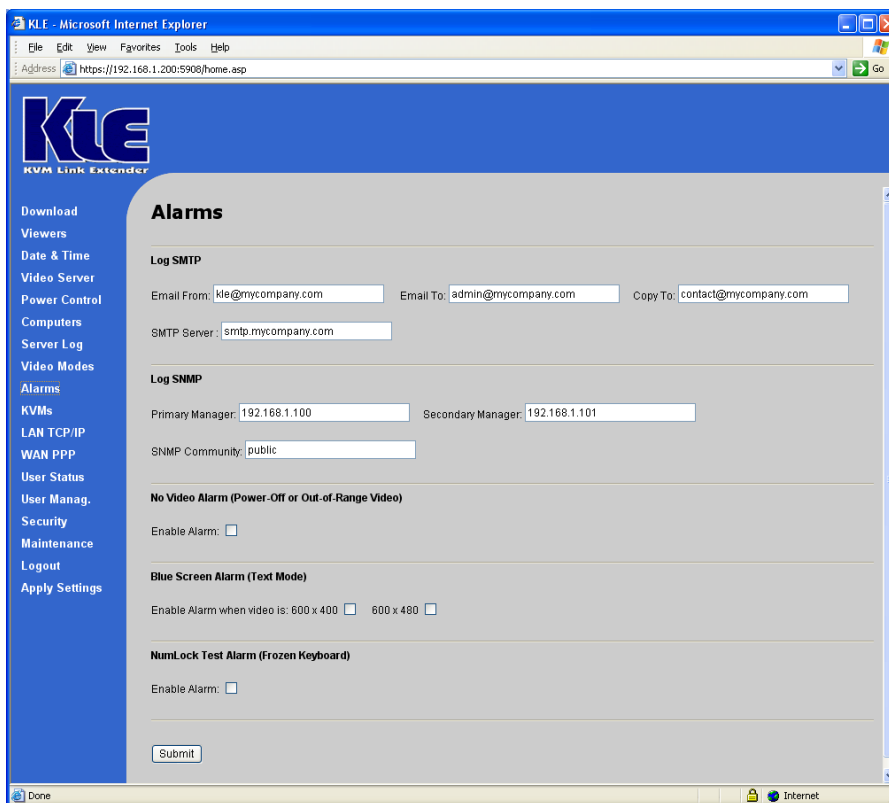 KLE - Microsoft Internet Explorer
File Edit View Favorites Tools Help
Address https://192.168.1.200:5908/home.asp Go
KLE
KVM Link Extender
Download
Viewers
Date & Time
Video Server
Power Control
Computers
Server Log
Video Modes
Alarms
KVMs
LAN TCP/IP
WAN PPP
User Status
User Manag.
Security
Maintenance
Logout
Apply Settings
Alarms
Log SMTP
Email From: kle@mycompany.com Email To: admin@mycompany.com Copy To: contact@mycompany.com
SMTP Server : smtp.mycompany.com
Log SNMP
Primary Manager: 192.168.1.100 Secondary Manager: 192.168.1.101
SNMP Community: public
No Video Alarm (Power-Off or Out-of-Range Video)
Enable Alarm:
Blue Screen Alarm (Text Mode)
Enable Alarm when video is: 600 x 400 600 x 480
NumLock Test Alarm (Frozen Keyboard)
Enable Alarm:
Submit
Done Internet